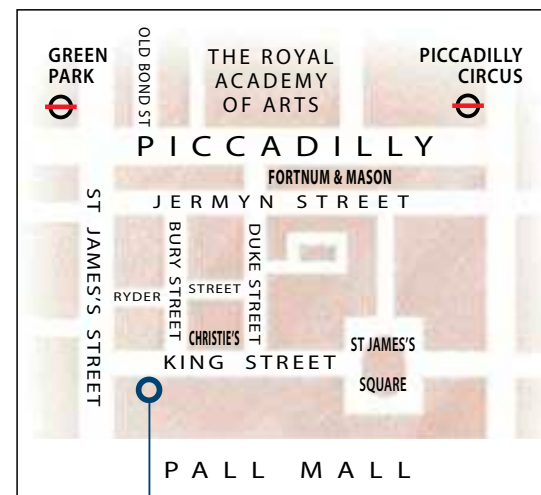 GREEN
PARK
OLD BOND ST
THE ROYAL
ACADEMY
OF ARTS
PICCADILLY
CIRCUS
PICCADILLY
FORTNUM & MASON
JERMYN STREET
ST JAMES'S STREET
BURY STREET
DUKE STREET
RYDER STREET
CHRISTIE'S
ST JAMES'S
SQUARE
KING STREET
PALL MALL